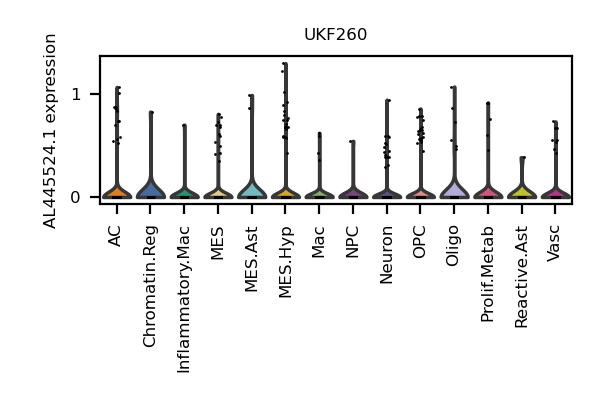 UKF260
AL445524.1 expression
1
0
AC
Chromatin.Reg
Inflammatory.Mac
MES
MES.Ast
MES.Hyp
Mac
NPC
Neuron
OPC
Oligo
Prolif.Metab
Reactive.Ast
Vasc